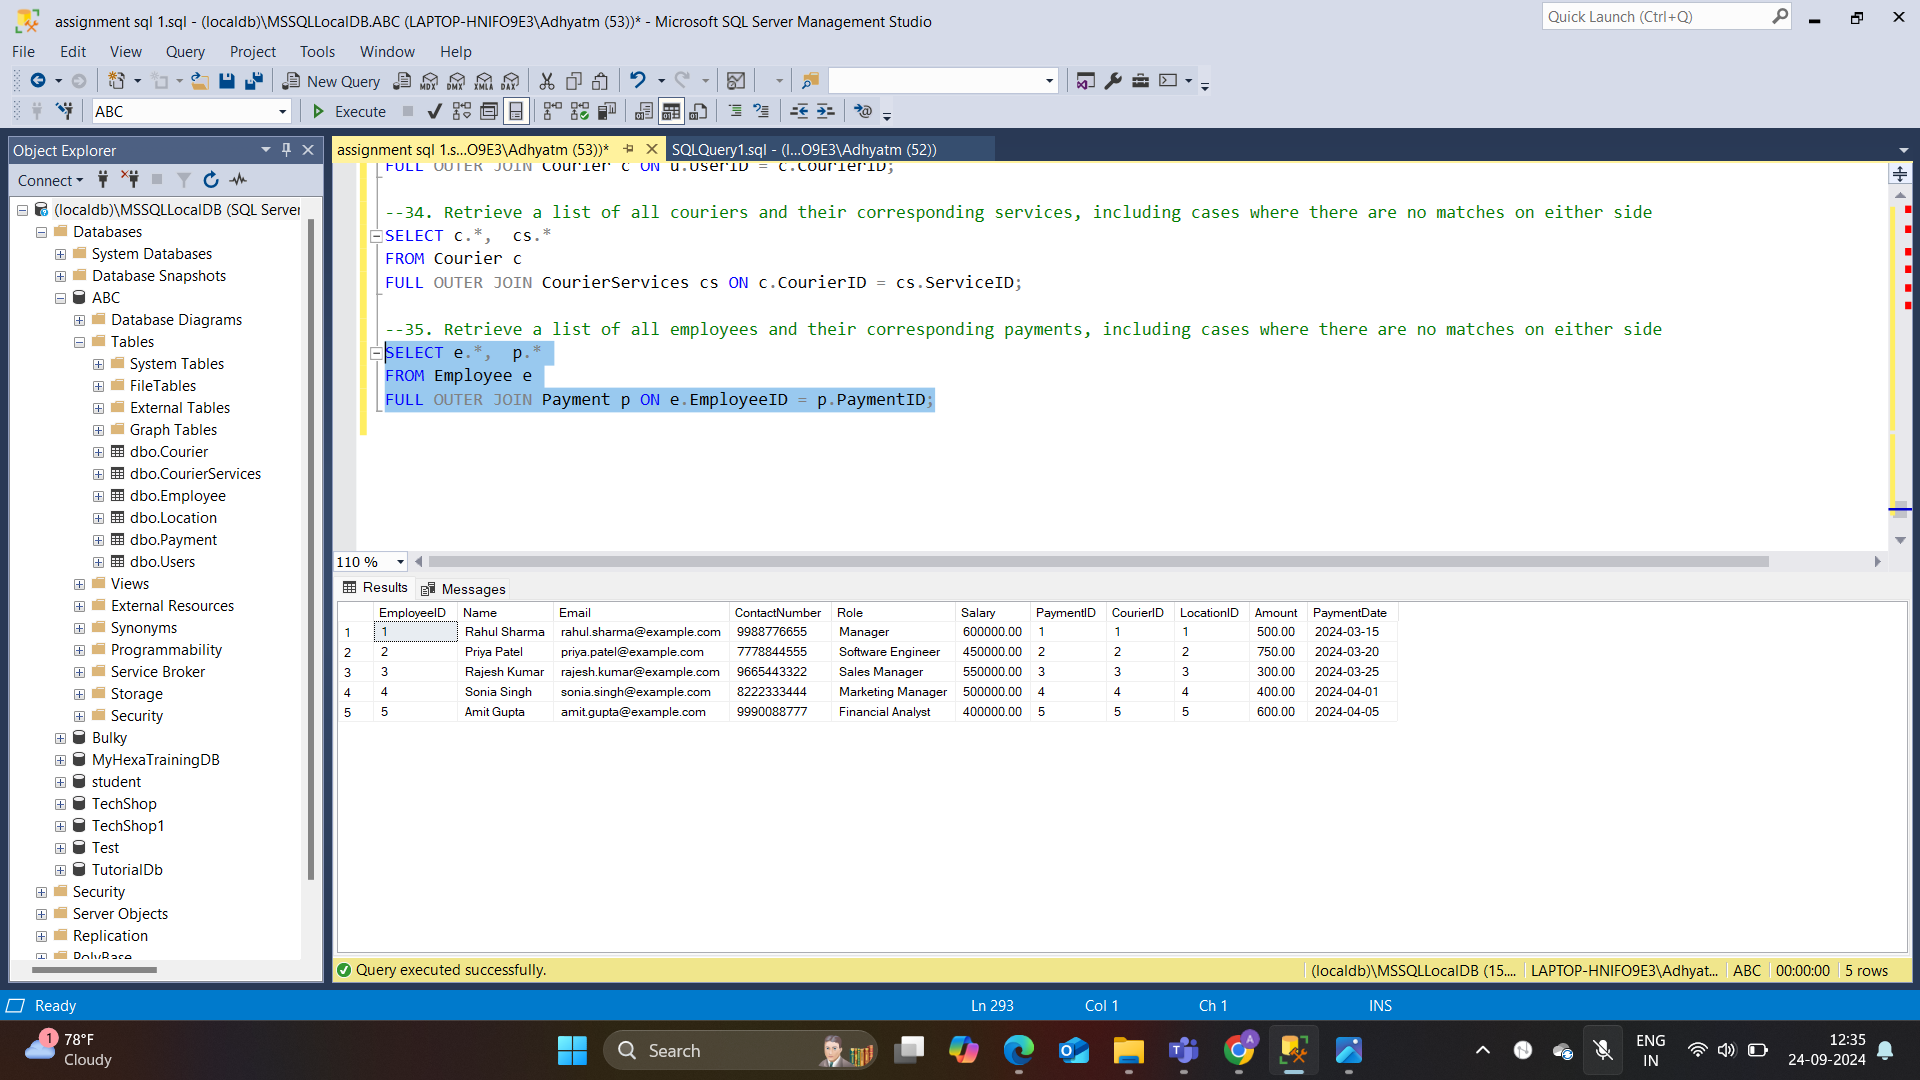 assignment sql 1.sql - (localdb)\MSSQLLocalDB.ABC (LAPTOP-HNIFO9E3\Adhyatm (53))* - Microsoft SQL Server Management Studio
Quick Launch (Ctrl+Q)
File Edit View Query Project Tools Window Help
New Query
MDX DMX XMLA DAX
ABC
Execute
Object Explorer
assignment sql 1.s...O9E3\Adhyatm (53))*
SQLQuery1.sql - (l...O9E3\Adhyatm (52))
Connect
(localdb)\MSSQLLocalDB (SQL Server
Databases
System Databases
Database Snapshots
ABC
Database Diagrams
Tables
System Tables
FileTables
External Tables
Graph Tables
dbo.Courier
dbo.CourierServices
dbo.Employee
dbo.Location
dbo.Payment
dbo.Users
Views
External Resources
Synonyms
Programmability
Service Broker
Storage
Security
Bulky
MyHexaTrainingDB
student
TechShop
TechShop1
Test
TutorialDb
Security
Server Objects
Replication
PolyBase
FULL OUTER JOIN Courier c ON u.UserID = c.CourierID;
--34. Retrieve a list of all couriers and their corresponding services, including cases where there are no matches on either side
SELECT c.*,  cs.*
FROM Courier c
FULL OUTER JOIN CourierServices cs ON c.CourierID = cs.ServiceID;
--35. Retrieve a list of all employees and their corresponding payments, including cases where there are no matches on either side
SELECT e.*,  p.*
FROM Employee e
FULL OUTER JOIN Payment p ON e.EmployeeID = p.PaymentID;
110 %
Results Messages
EmployeeID Name Email ContactNumber Role Salary PaymentID CourierID LocationID Amount PaymentDate
1 1 Rahul Sharma rahul.sharma@example.com 9988776655 Manager 600000.00 1 1 1 500.00 2024-03-15
2 2 Priya Patel priya.patel@example.com 7778844555 Software Engineer 450000.00 2 2 2 750.00 2024-03-20
3 3 Rajesh Kumar rajesh.kumar@example.com 9665443322 Sales Manager 550000.00 3 3 3 300.00 2024-03-25
4 4 Sonia Singh sonia.singh@example.com 8222333444 Marketing Manager 500000.00 4 4 4 400.00 2024-04-01
5 5 Amit Gupta amit.gupta@example.com 9990088777 Financial Analyst 400000.00 5 5 5 600.00 2024-04-05
Query executed successfully.
(localdb)\MSSQLLocalDB (15.... LAPTOP-HNIFO9E3\Adhyat... ABC 00:00:00 5 rows
Ready
Ln 293 Col 1 Ch 1 INS
1
78°F
Cloudy
Search
A
ENG
IN
12:35
24-09-2024